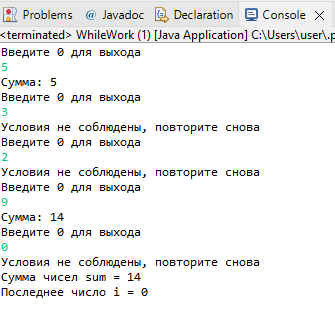 Problems @ Javadoc Declaration Console
<terminated> WhileWork (1) [Java Application] C:\Users\user\.p
Введите 0 для выхода
5
Сумма: 5
Введите 0 для выхода
3
Условия не соблюдены, повторите снова
Введите 0 для выхода
2
Условия не соблюдены, повторите снова
Введите 0 для выхода
9
Сумма: 14
Введите 0 для выхода
0
Условия не соблюдены, повторите снова
Сумма чисел sum = 14
Последнее число i = 0